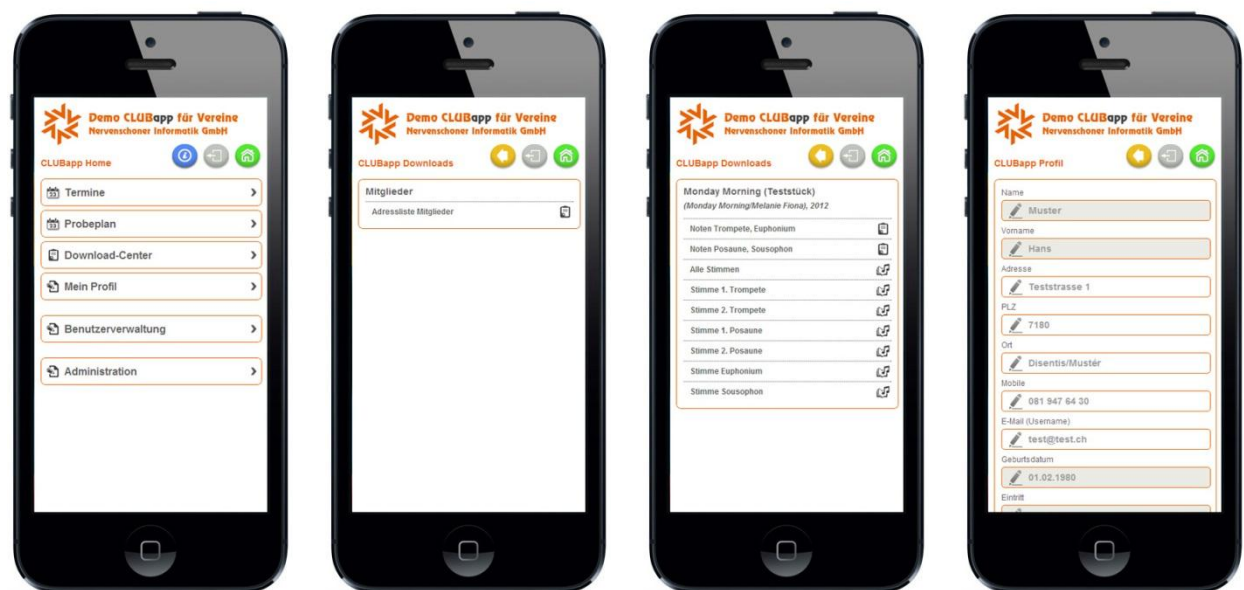 Demo CLUBapp für Vereine
Nervenschoner Informatik GmbH
CLUBapp Home
Termine
Probeplan
Download-Center
Mein Profil
Benutzerverwaltung
Administration
Demo CLUBapp für Vereine
Nervenschoner Informatik GmbH
CLUBapp Downloads
Mitglieder
Adressliste Mitglieder
Demo CLUBapp für Vereine
Nervenschoner Informatik GmbH
CLUBapp Downloads
Monday Morning (Teststück)
(Monday Morning/Melanie Fiona), 2012
Noten Trompete, Euphonium
Noten Posaune, Sousophon
Alle Stimmen
Stimme 1. Trompete
Stimme 2. Trompete
Stimme 1. Posaune
Stimme 2. Posaune
Stimme Euphonium
Stimme Sousophon
Demo CLUBapp für Vereine
Nervenschoner Informatik GmbH
CLUBapp Profil
Name
Muster
Vorname
Hans
Adresse
Teststrasse 1
PLZ
7180
Ort
Disentis/Mustér
Mobile
081 947 64 30
E-Mail (Username)
test@test.ch
Geburtsdatum
01.02.1980
Eintritt